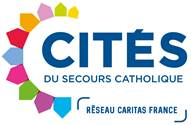 CITÉS
DU SECOURS CATHOLIQUE
RÉSEAU CARITAS FRANCE